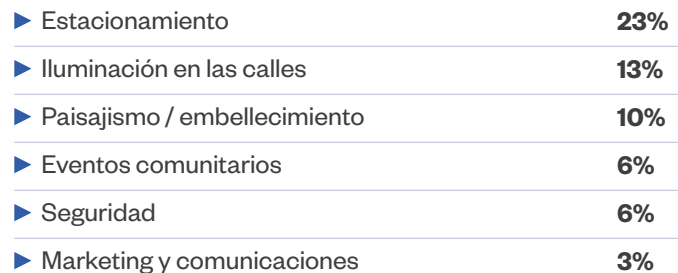 ▶ Estacionamiento 23%
▶ Iluminación en las calles 13%
▶ Paisajismo / embellecimiento 10%
▶ Eventos comunitarios 6%
▶ Seguridad 6%
▶ Marketing y comunicaciones 3%